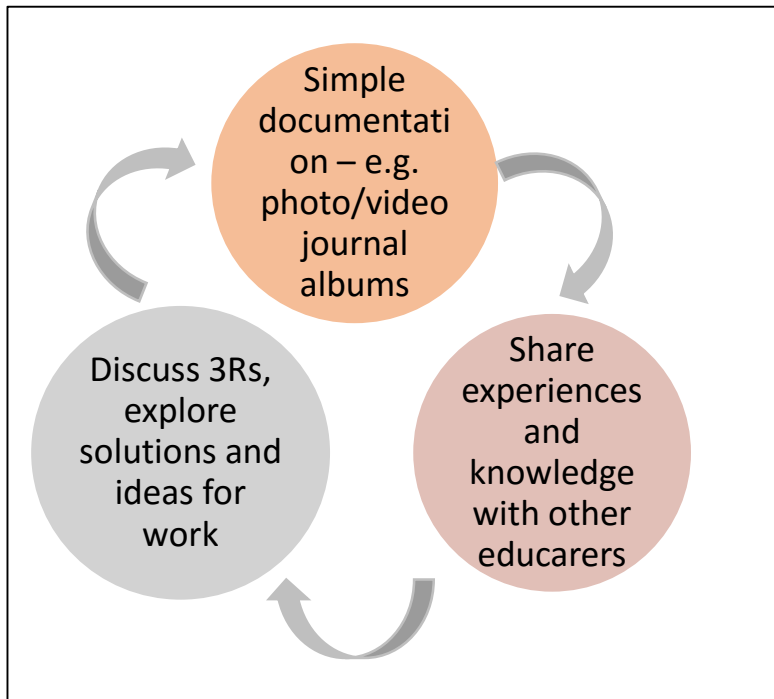 Simple
documentati
on – e.g.
photo/video
journal
albums
Share
experiences
and
knowledge
with other
educarers
Discuss 3Rs,
explore
solutions and
ideas for
work